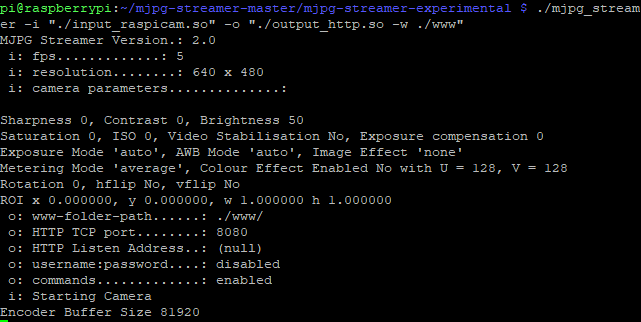 pi@raspberrypi:~/mjpg-streamer-master/mjpg-streamer-experimental $ ./mjpg_stream
er -i "./input_raspicam.so" -o "./output_http.so -w ./www"
MJPG Streamer Version.: 2.0
 i: fps.............: 5
 i: resolution........: 640 x 480
 i: camera parameters..............:

Sharpness 0, Contrast 0, Brightness 50
Saturation 0, ISO 0, Video Stabilisation No, Exposure compensation 0
Exposure Mode 'auto', AWB Mode 'auto', Image Effect 'none'
Metering Mode 'average', Colour Effect Enabled No with U = 128, V = 128
Rotation 0, hflip No, vflip No
ROI x 0.000000, y 0.000000, w 1.000000 h 1.000000
 o: www-folder-path......: ./www/
 o: HTTP TCP port........: 8080
 o: HTTP Listen Address..: (null)
 o: username:password....: disabled
 o: commands.............: enabled
 i: Starting Camera
Encoder Buffer Size 81920